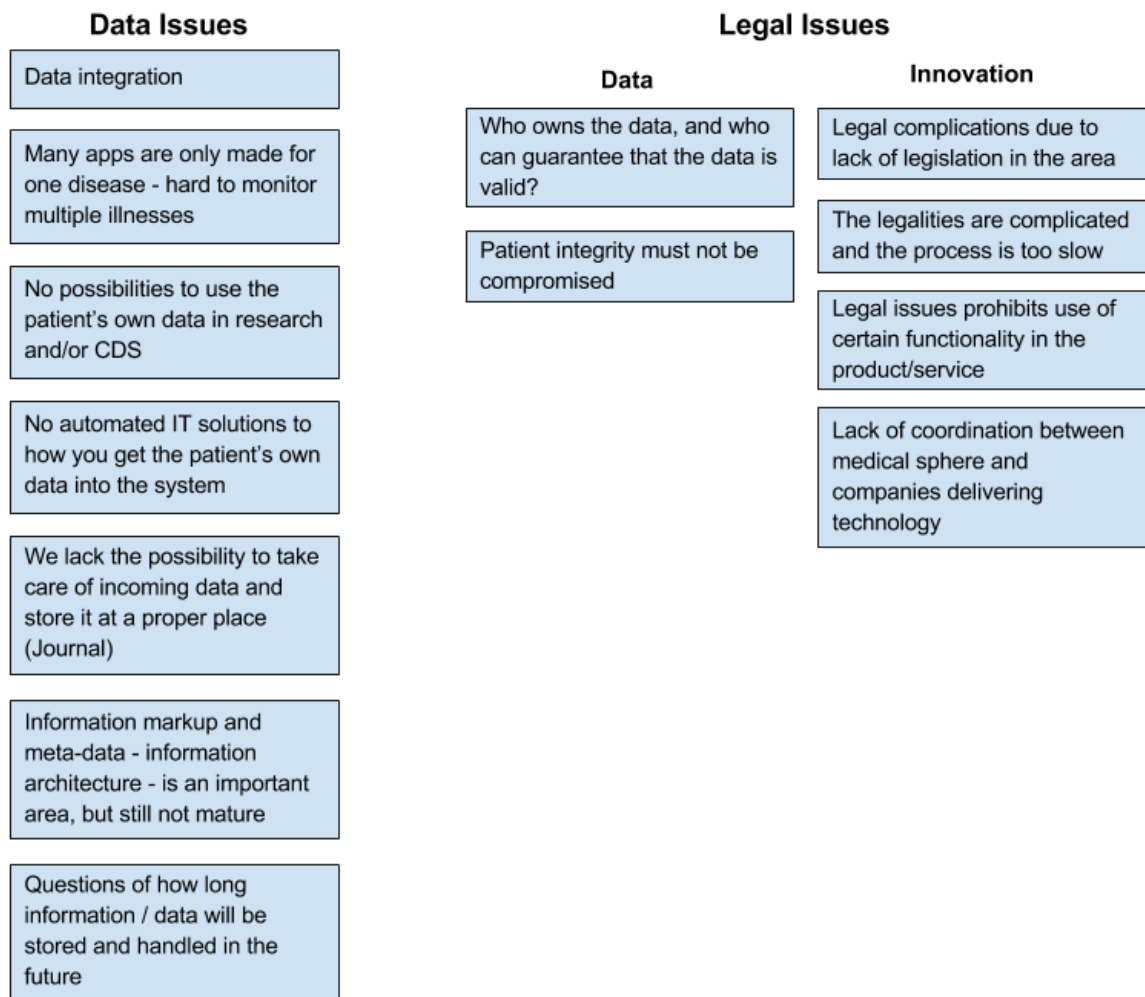 Data Issues
Data integration
Many apps are only made for
one disease - hard to monitor
multiple illnesses
No possibilities to use the
patient's own data in research
and/or CDS
No automated IT solutions to
how you get the patient's own
data into the system
We lack the possibility to take
care of incoming data and
store it at a proper place
(Journal)
Information markup and
meta-data - information
architecture - is an important
area, but still not mature
Questions of how long
information / data will be
stored and handled in the
future
Legal Issues
Data
Who owns the data, and who
can guarantee that the data is
valid?
Patient integrity must not be
compromised
Innovation
Legal complications due to
lack of legislation in the area
The legalities are complicated
and the process is too slow
Legal issues prohibits use of
certain functionality in the
product/service
Lack of coordination between
medical sphere and
companies delivering
technology